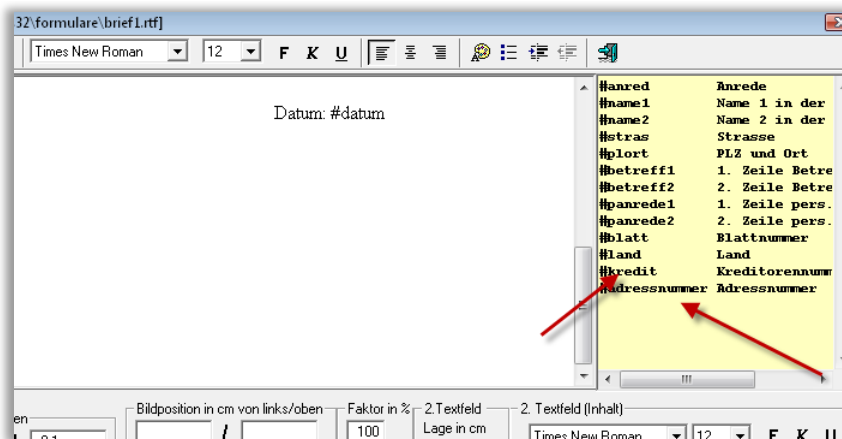 32\formulare\brief1.rtf]
Times New Roman 12 F K U
Datum: #datum
#anred Anrede
#name1 Name 1 in der
#name2 Name 2 in der
#stras Strasse
#plort PLZ und Ort
#betreff1 1. Zeile Betre
#betreff2 2. Zeile Betre
#panrede1 1. Zeile pers.
#panrede2 2. Zeile pers.
#blatt Blattnummer
#land Land
#kredit Kreditorennumm
#adressnummer Adressnummer
en Bildposition in cm von links/oben Faktor in % 2.Textfeld 2. Textfeld (Inhalt)
/ 100 Lage in cm Times New Roman 12 F K U